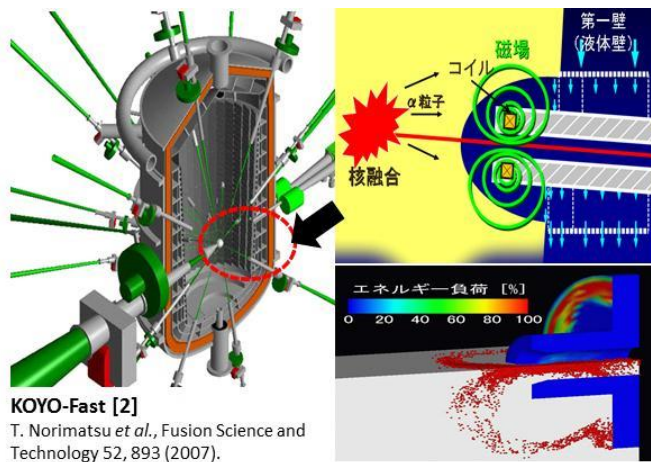 KOYO-Fast [2]
T. Norimatsu et al., Fusion Science and
Technology 52, 893 (2007).
第一壁
(液体壁)
磁場
コイル
α粒子
核融合
エネルギー負荷 [%]
0 20 40 60 80 100